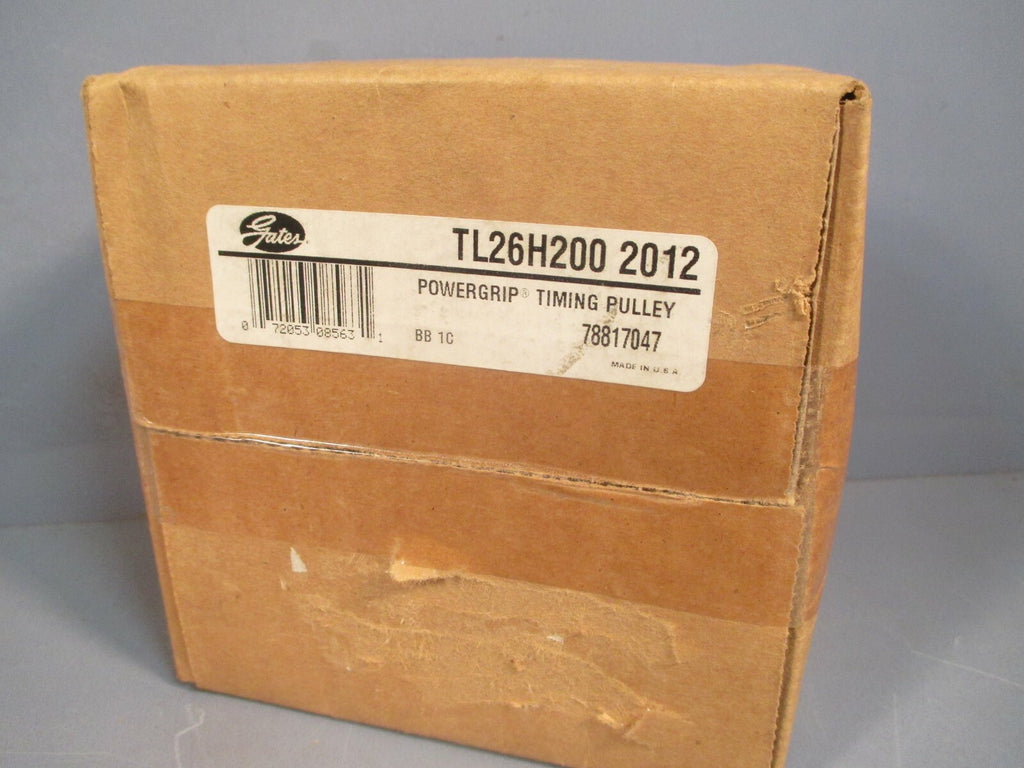 Gates
TL26H200 2012
POWERGRIP® TIMING PULLEY
0 72053 08563 1
BB 1C
78817047
MADE IN U.S.A